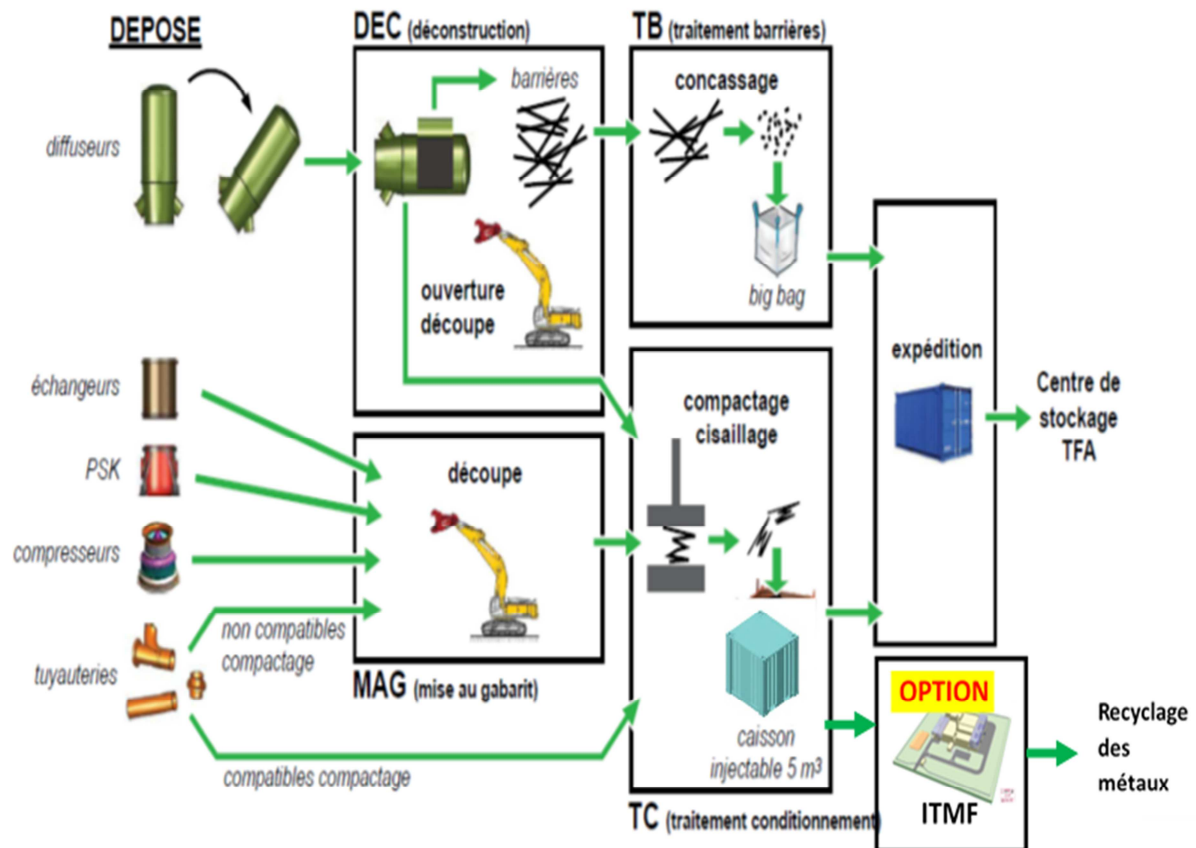 DEPOSE
diffuseurs
échangeurs
PSK
compresseurs
tuyauteries
non compatibles
compactage
compatibles compactage
DEC (déconstruction)
barrières
ouverture
découpe
découpe
MAG (mise au gabarit)
TB (traitement barrières)
concassage
big bag
compactage
cisaillage
caisson
injectable 5 m³
TC (traitement conditionnement)
expédition
Centre de
stockage
TFA
OPTION
ITMF
Recyclage
des
métaux